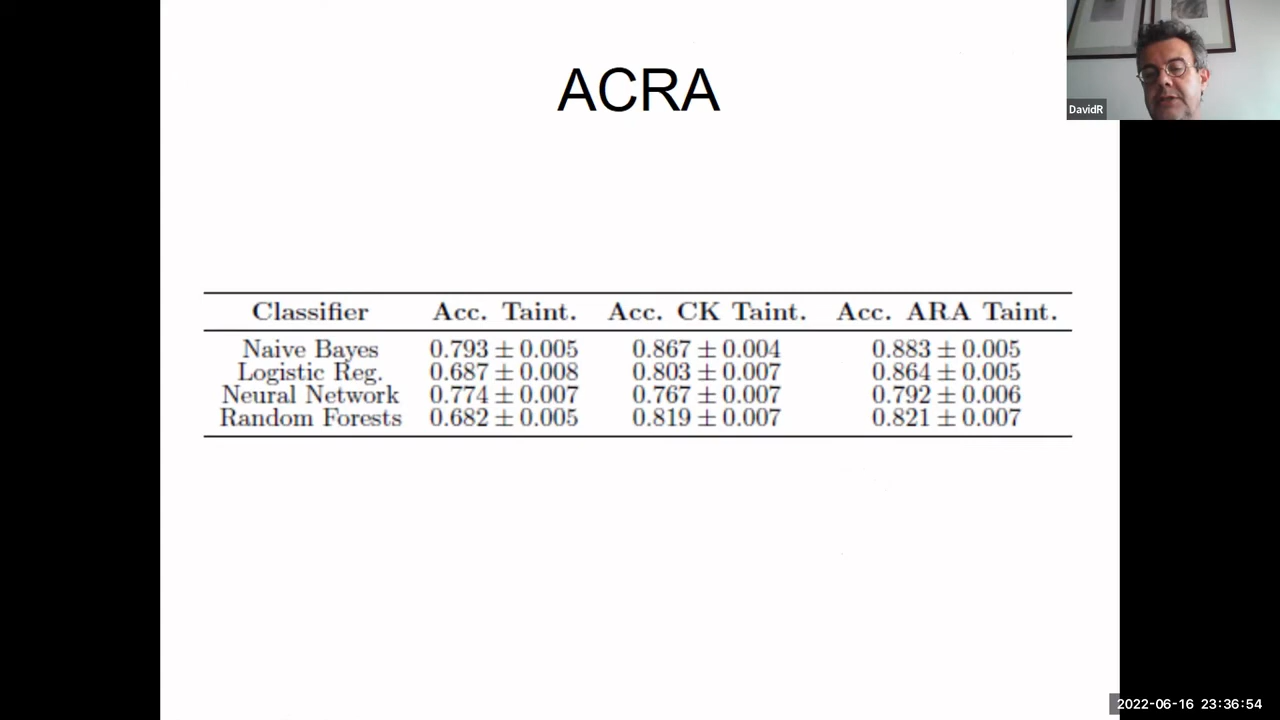 ACRA
DavidR
Classifier Acc. Taint. Acc. CK Taint. Acc. ARA Taint.
Naive Bayes 0.793 ± 0.005 0.867 ± 0.004 0.883 ± 0.005
Logistic Reg. 0.687 ± 0.008 0.803 ± 0.007 0.864 ± 0.005
Neural Network 0.774 ± 0.007 0.767 ± 0.007 0.792 ± 0.006
Random Forests 0.682 ± 0.005 0.819 ± 0.007 0.821 ± 0.007
2022-06-16 23:36:54